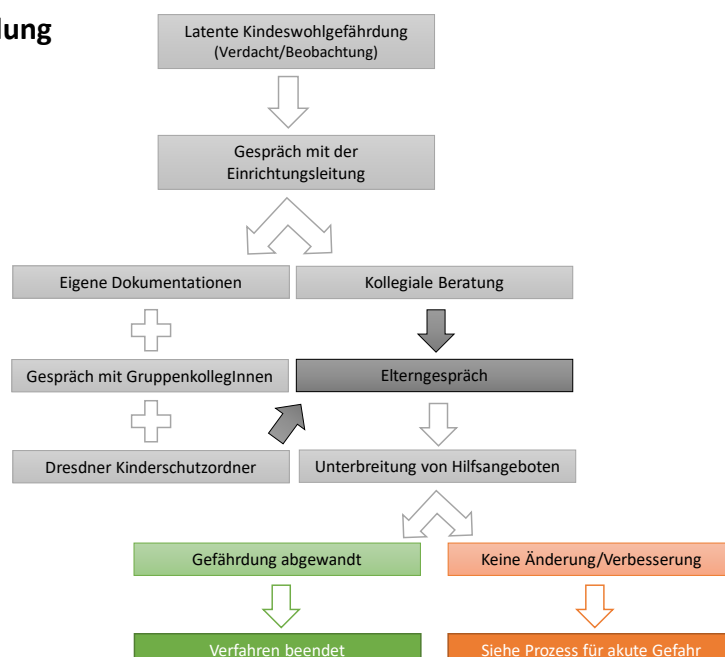 lung
Latente Kindeswohlgefährdung
(Verdacht/Beobachtung)
Gespräch mit der
Einrichtungsleitung
Eigene Dokumentationen
Kollegiale Beratung
Gespräch mit GruppenkollegInnen
Elterngespräch
Dresdner Kinderschutzordner
Unterbreitung von Hilfsangeboten
Gefährdung abgewandt
Keine Änderung/Verbesserung
Verfahren beendet
Siehe Prozess für akute Gefahr